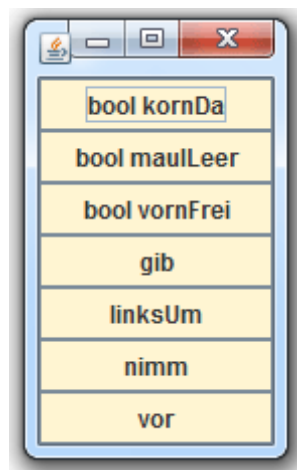 bool kornDa
bool maulLeer
bool vornFrei
gib
linksUm
nimm
vor